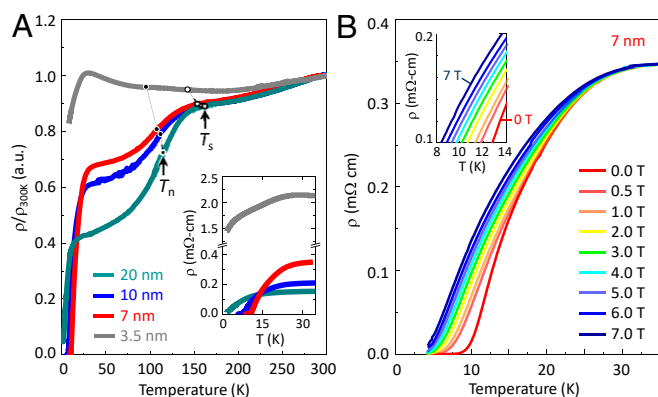 A
ρ/ρ300K (a.u.)
1.2
1.0
0.8
0.6
0.4
0.2
0.0
0
50
100
150
200
250
300
Temperature (K)
Ts
Tn
20 nm
10 nm
7 nm
3.5 nm
ρ (mΩ-cm)
2.5
2.0
1.5
0.4
0.2
0.0
0
15
30
T (K)
B
7 nm
ρ (mΩ cm)
0.4
0.3
0.2
0.1
0.0
10
20
30
Temperature (K)
ρ (mΩ-cm)
0.2
0.1
7 T
0 T
8
9
10
11
12
13
14
T (K)
0.0 T
0.5 T
1.0 T
2.0 T
3.0 T
4.0 T
5.0 T
6.0 T
7.0 T